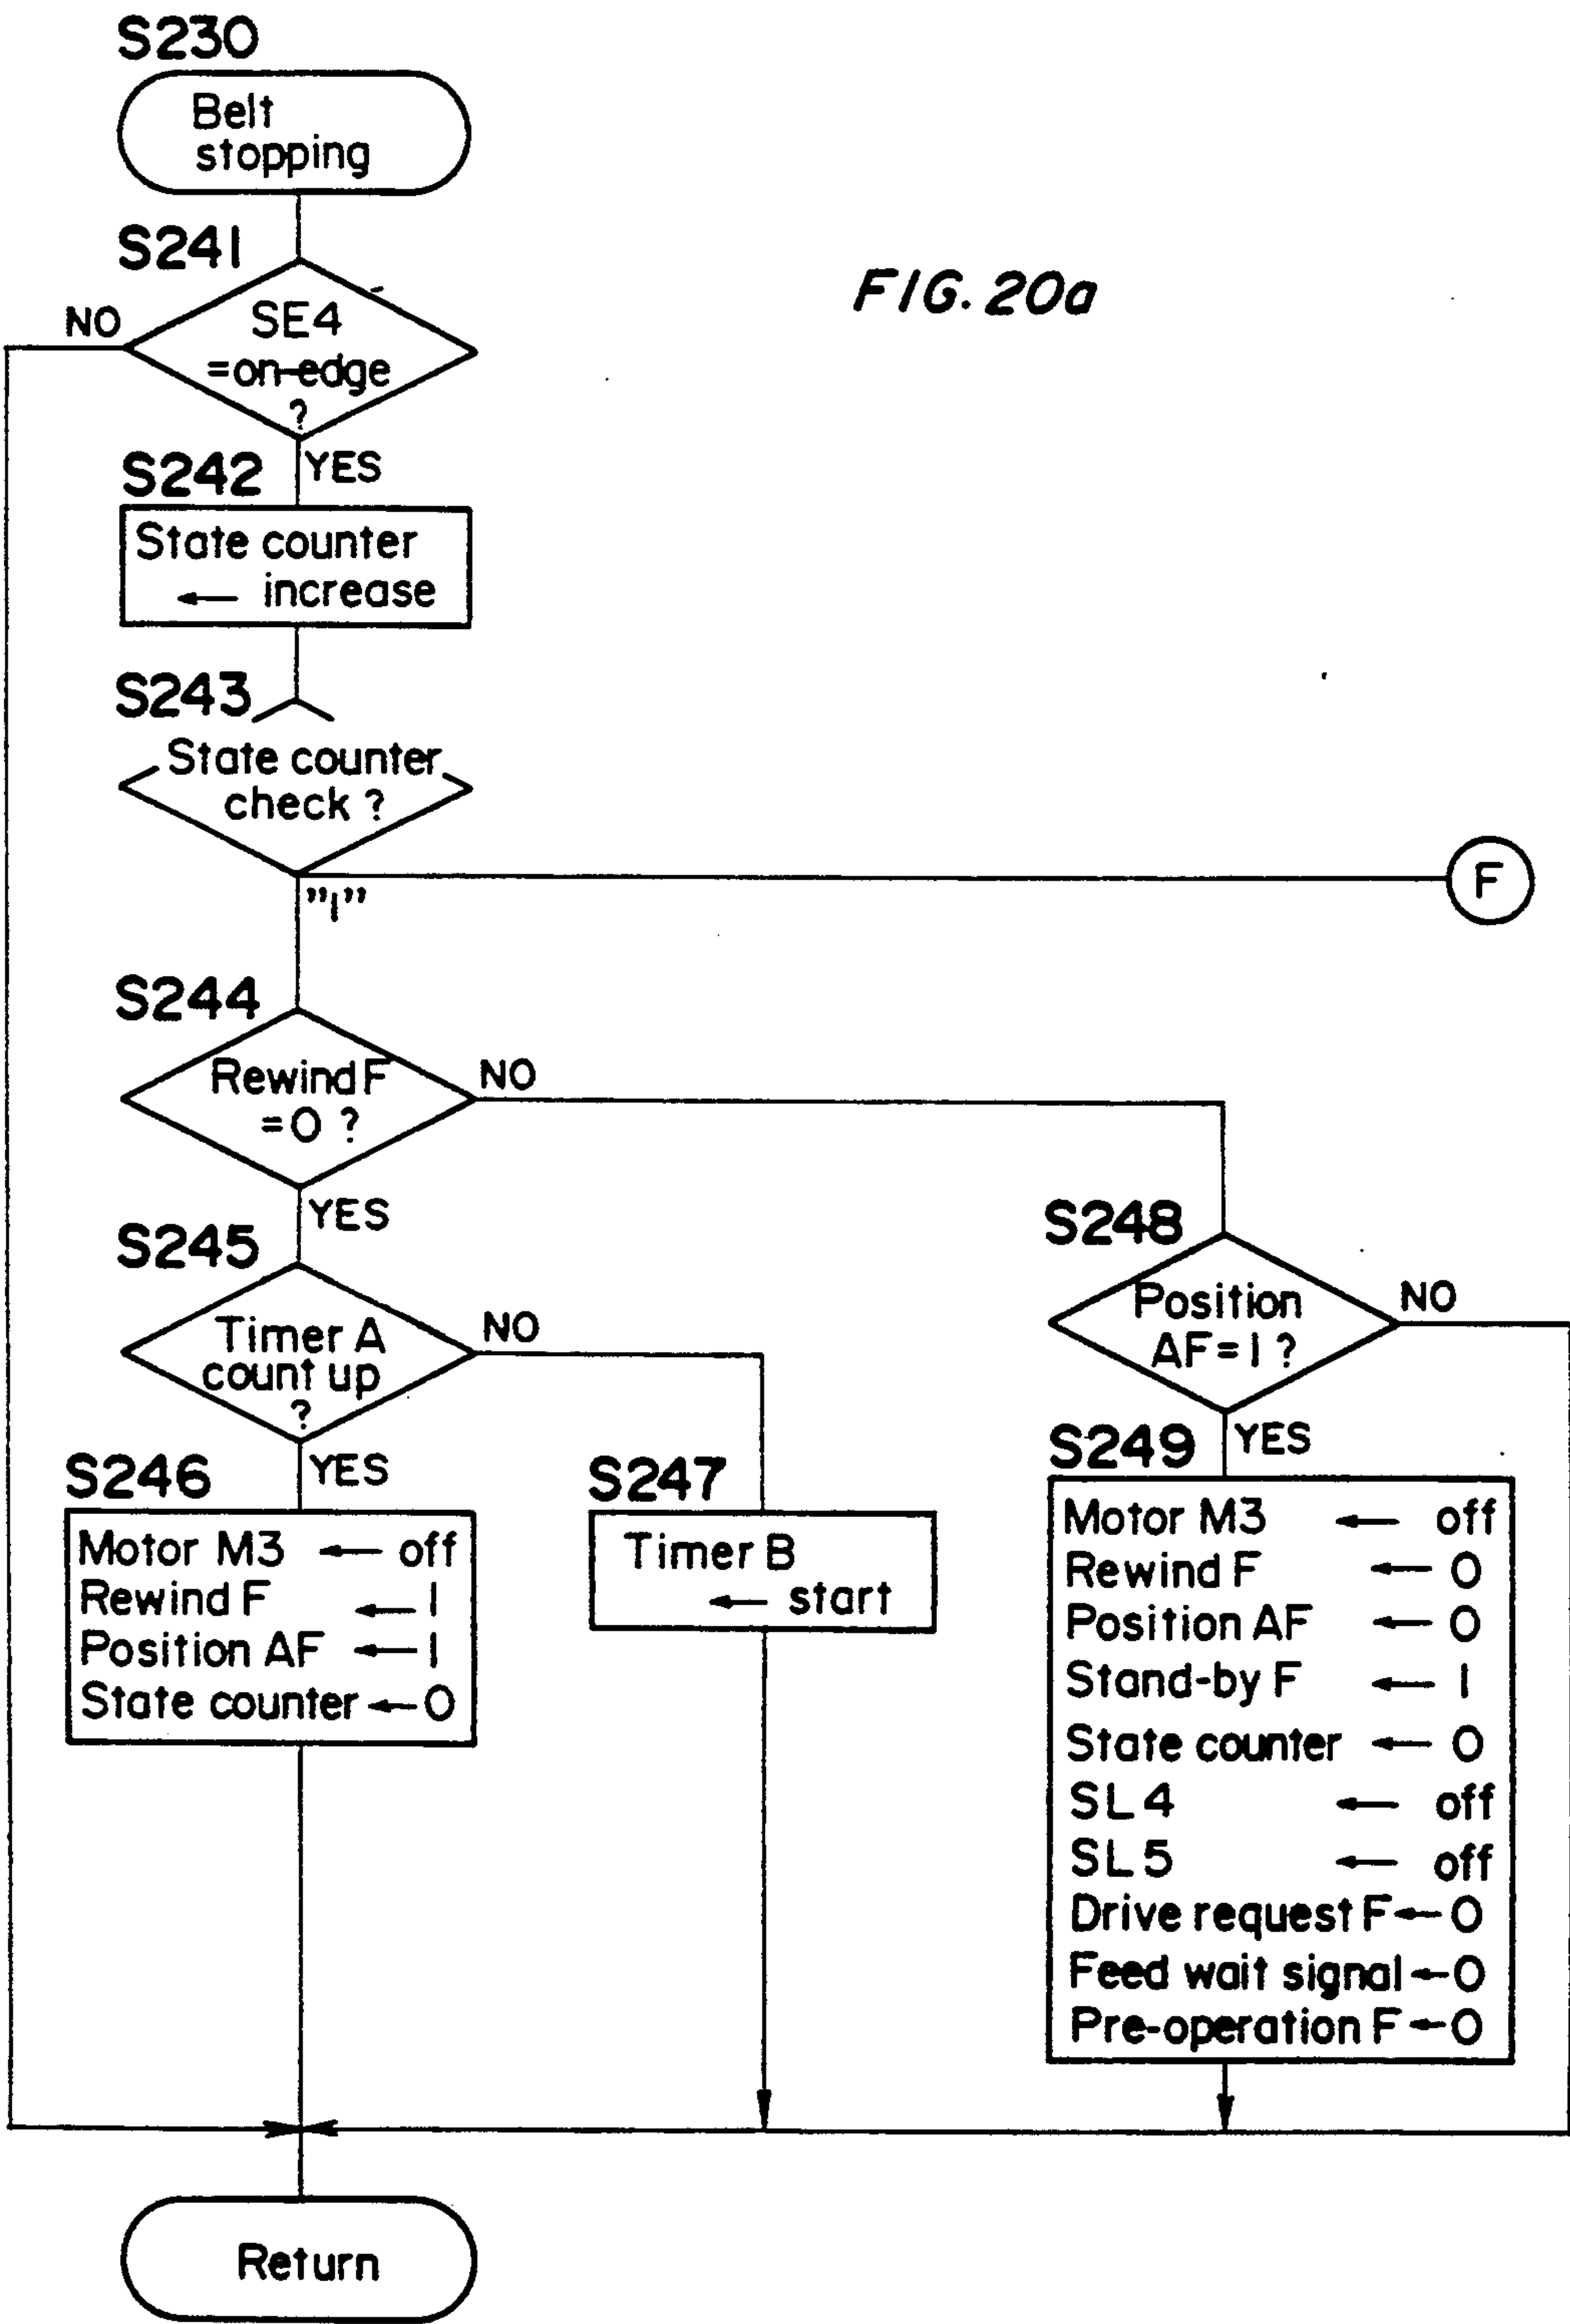 S230
Belt
stopping
S241
FIG. 20a
NO
SE4
=on-edge
?
YES
S242
State counter
← increase
S243
State counter
check ?
"1"
F
S244
Rewind F
=0 ?
NO
YES
S245
Timer A
count up
?
NO
S248
Position
AF=1 ?
NO
YES
S246
Motor M3 ← off
Rewind F ← 1
Position AF ← 1
State counter ← 0
S247
Timer B
← start
YES
S249
Motor M3 ← off
Rewind F ← 0
Position AF ← 0
Stand-by F ← 1
State counter ← 0
SL4 ← off
SL5 ← off
Drive request F ← 0
Feed wait signal ← 0
Pre-operation F ← 0
Return